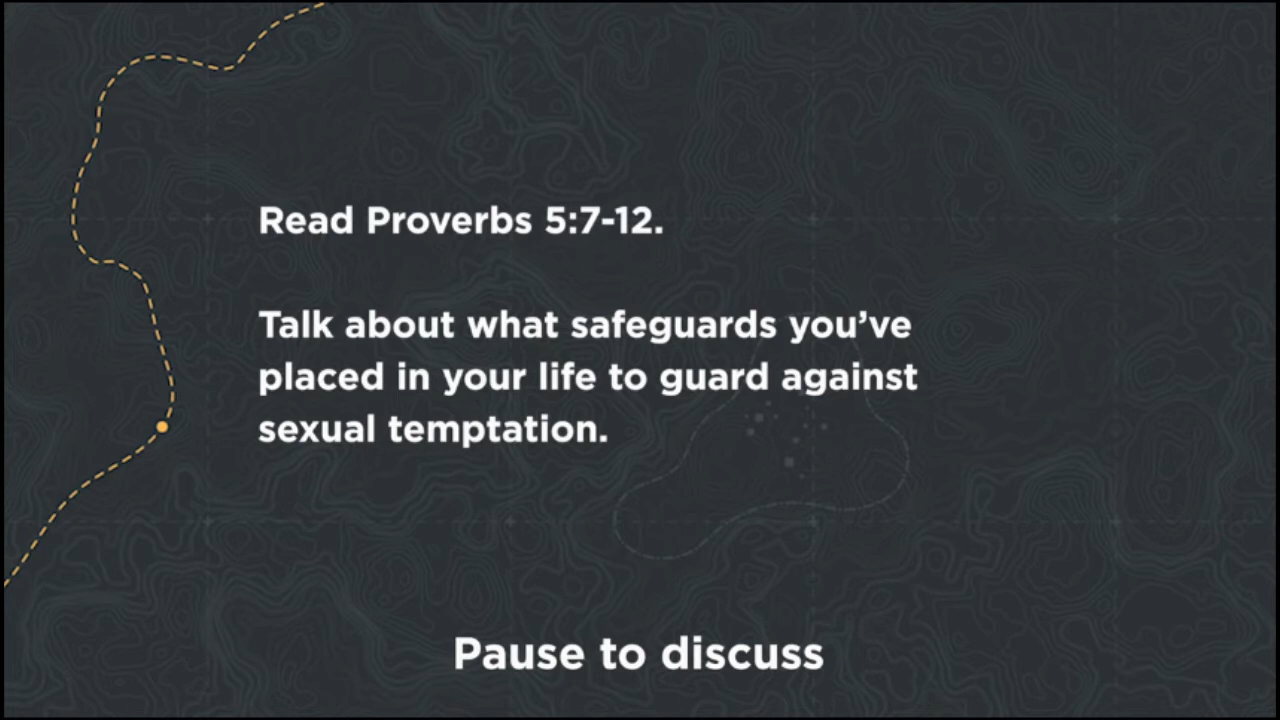 Read Proverbs 5:7-12.
Talk about what safeguards you’ve
placed in your life to guard against
sexual temptation.
Pause to discuss